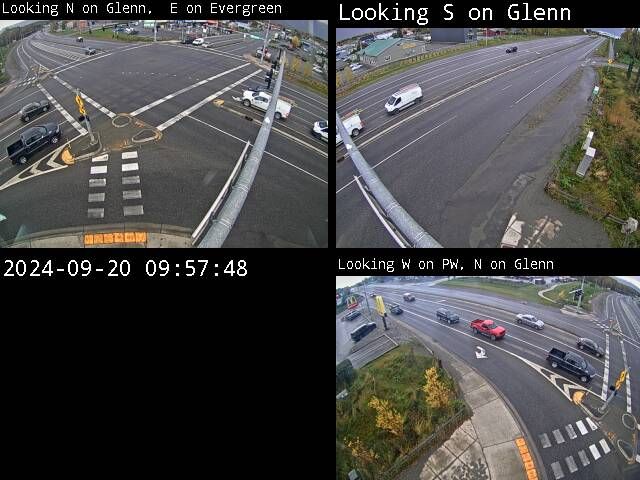 Looking N on Glenn, E on Evergreen
Looking S on Glenn
2024-09-20 09:57:48
Looking W on PW, N on Glenn